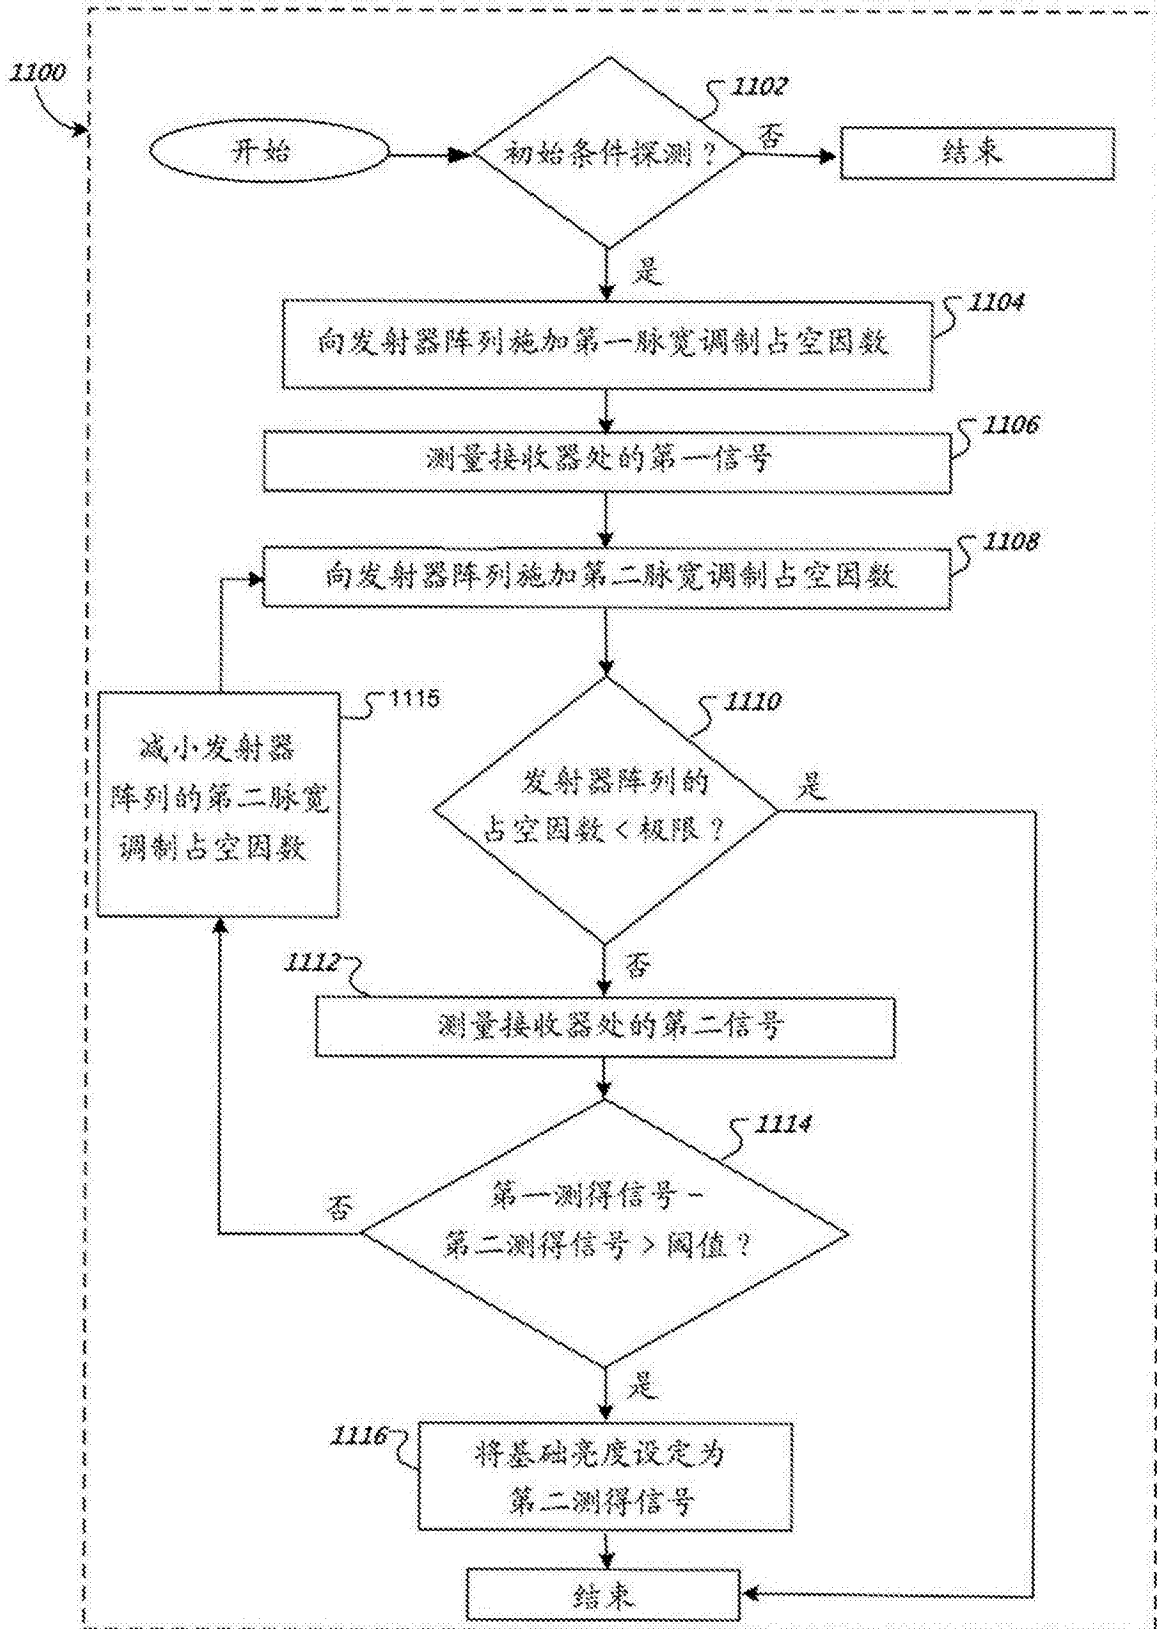 1100
1102
开始
初始条件探测？
否
结束
是
1104
向发射器阵列施加第一脉宽调制占空因数
1106
测量接收器处的第一信号
1108
向发射器阵列施加第二脉宽调制占空因数
1115
减小发射器
阵列的第二脉宽
调制占空因数
1110
发射器阵列的
占空因数＜极限？
是
否
1112
测量接收器处的第二信号
1114
第一测得信号－
第二测得信号＞阈值？
否
是
1116
将基础亮度设定为
第二测得信号
结束